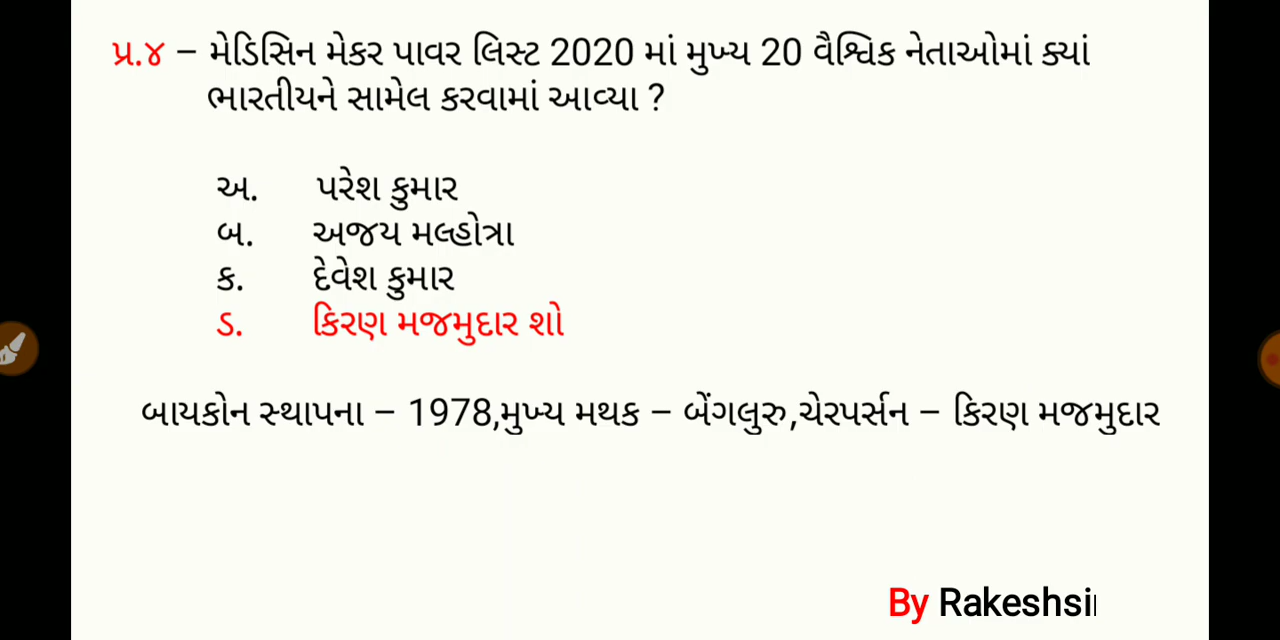 પ્ર.૪ – મેડિસિન મેકર પાવર લિસ્ટ 2020 માં મુખ્ય 20 વૈશ્વિક નેતાઓમાં ક્યાં
ભારતીયને સામેલ કરવામાં આવ્યા ?
અ. પરેશ કુમાર
બ. અજય મલ્હોત્રા
ક. દેવેશ કુમાર
ડ. કિરણ મજમુદાર શો
બાયકોન સ્થાપના – 1978,મુખ્ય મથક – બેંગલુરુ,ચેરપર્સન – કિરણ મજમુદાર
By